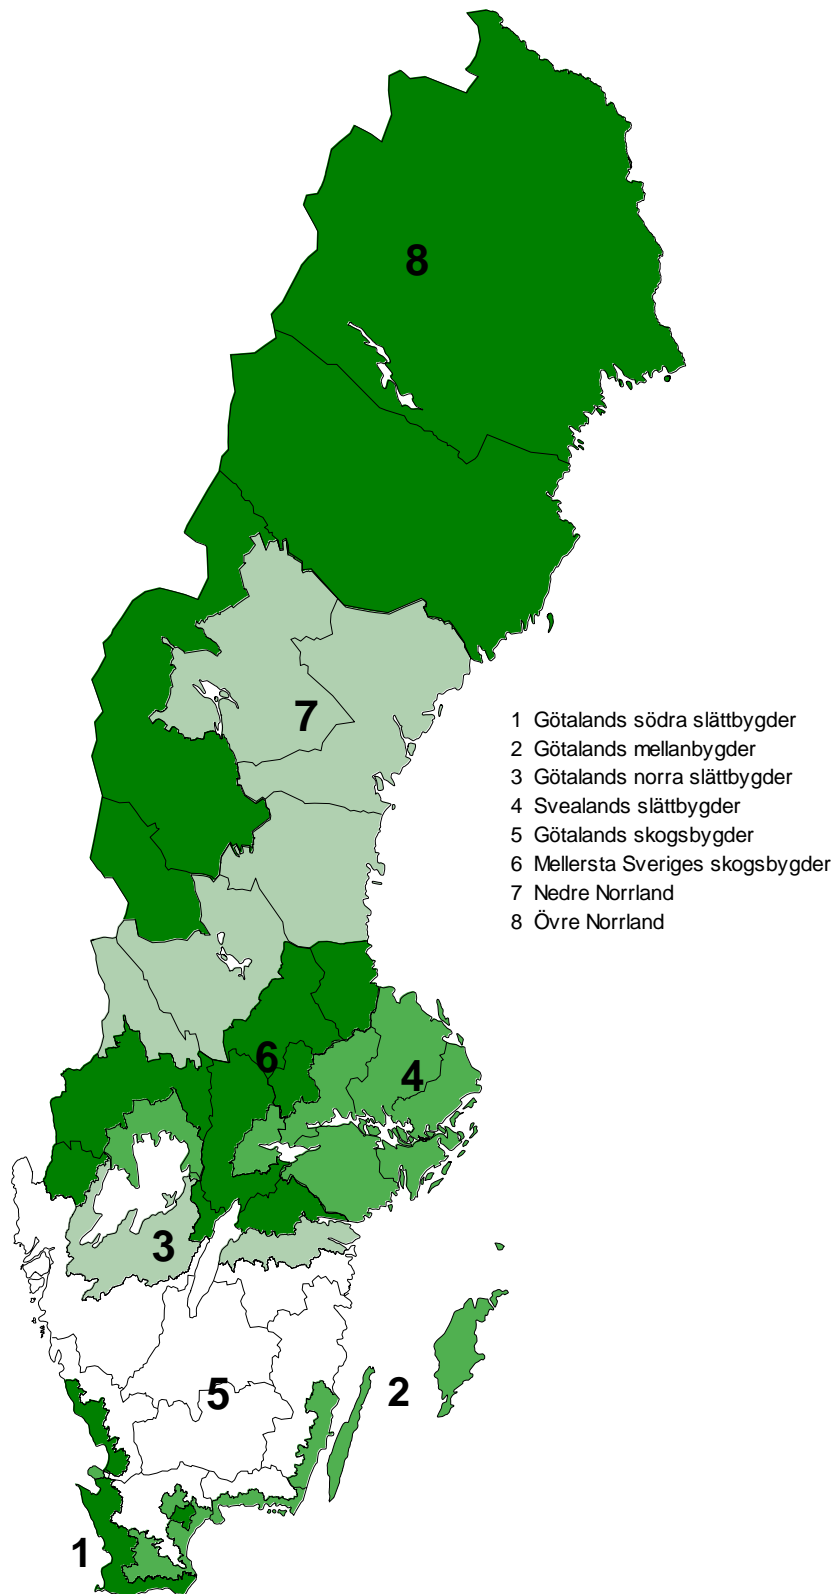 8
7
1 Götalands södra slättbygder
2 Götalands mellanbygder
3 Götalands norra slättbygder
4 Svealands slättbygder
5 Götalands skogsbygder
6 Mellersta Sveriges skogsbygder
7 Nedre Norrland
8 Övre Norrland
6
4
3
5
2
1